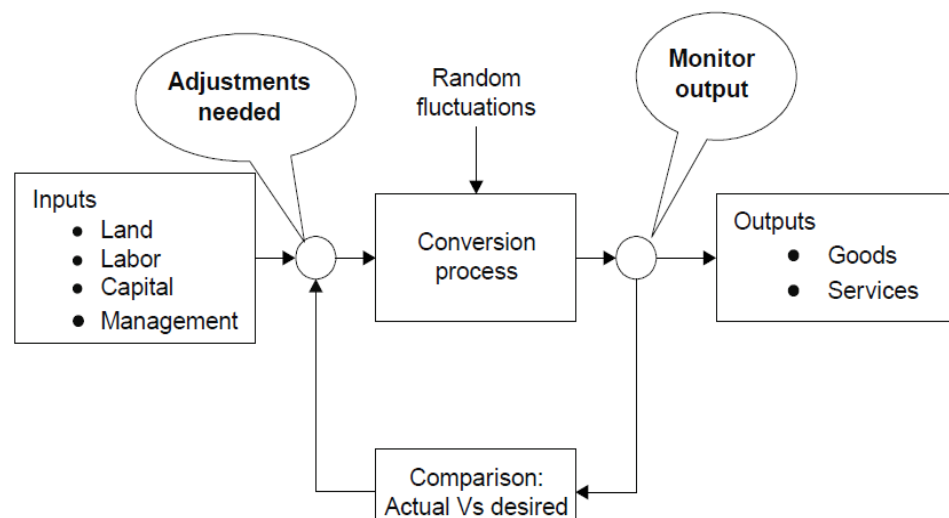 Adjustments
needed
Random
fluctuations
Monitor
output
Inputs
● Land
● Labor
● Capital
● Management
Conversion
process
Outputs
● Goods
● Services
Comparison:
Actual Vs desired